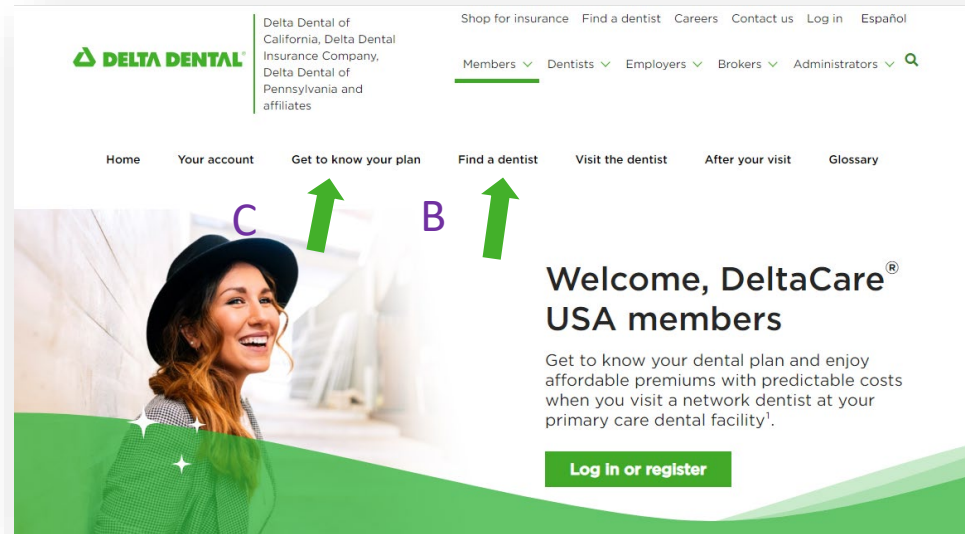 Shop for insurance Find a dentist Careers Contact us Log in Español
DELTA DENTAL®
Delta Dental of
California, Delta Dental
Insurance Company,
Delta Dental of
Pennsylvania and
affiliates
Members Dentists Employers Brokers Administrators
Home Your account Get to know your plan Find a dentist Visit the dentist After your visit Glossary
C B
Welcome, DeltaCare®
USA members
Get to know your dental plan and enjoy
affordable premiums with predictable costs
when you visit a network dentist at your
primary care dental facility¹.
Log in or register